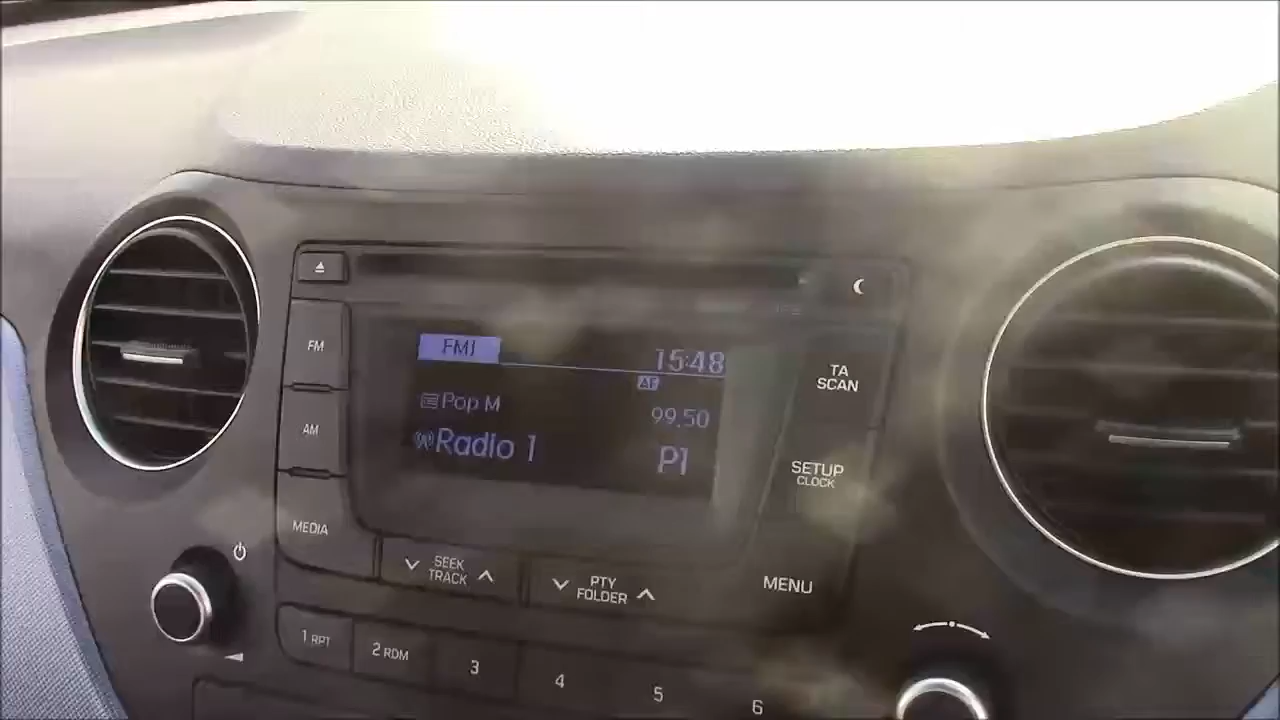 FM
AM
MEDIA
FM1
15:48
AF
Pop M
99.50
Radio 1
P1
TA
SCAN
SETUP
CLOCK
SEEK
TRACK
PTY
FOLDER
MENU
1 RPT
2 RDM
3
4
5
6